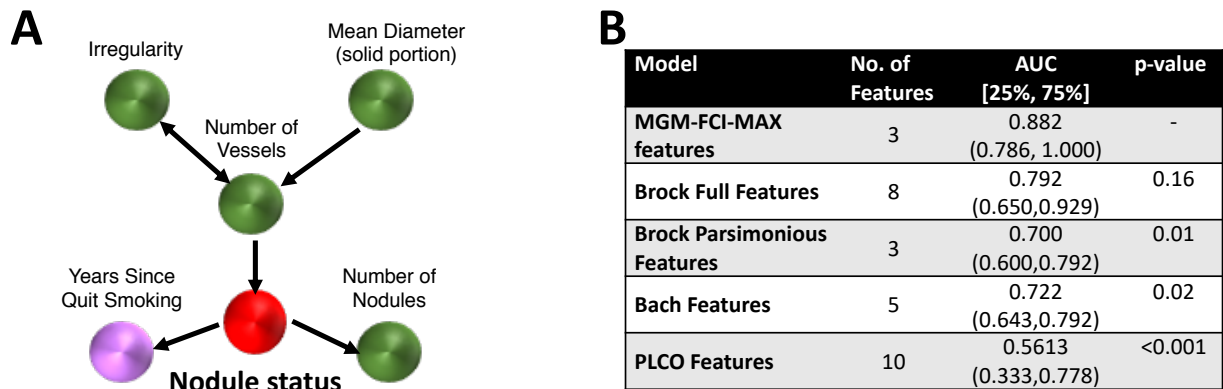 A
Irregularity
Mean Diameter
(solid portion)
Number of
Vessels
Years Since
Quit Smoking
Number of
Nodules
Nodule status
B
Model No. of Features AUC [25%, 75%] p-value
MGM-FCI-MAX features 3 0.882 (0.786, 1.000) -
Brock Full Features 8 0.792 (0.650,0.929) 0.16
Brock Parsimonious Features 3 0.700 (0.600,0.792) 0.01
Bach Features 5 0.722 (0.643,0.792) 0.02
PLCO Features 10 0.5613 (0.333,0.778) <0.001